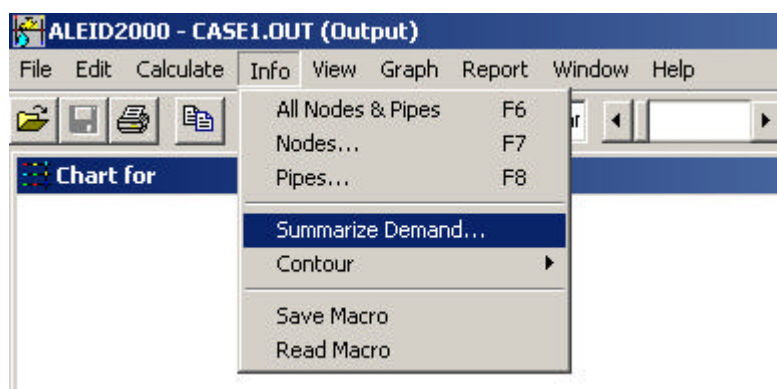 ALEID2000 - CASE1.OUT (Output)
File Edit Calculate Info View Graph Report Window Help
All Nodes & Pipes F6
Nodes... F7
Pipes... F8
Chart for
Summarize Demand...
Contour
Save Macro
Read Macro